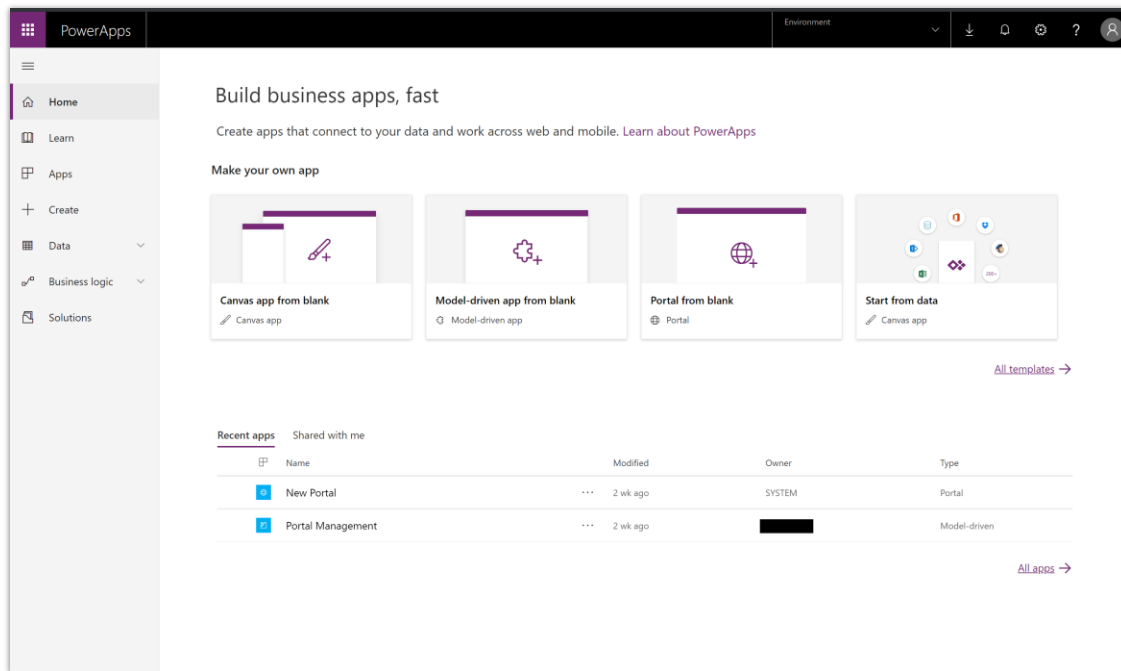 PowerApps
Environment
?
Home
Learn
Apps
Create
Data
Business logic
Solutions
Build business apps, fast
Create apps that connect to your data and work across web and mobile. Learn about PowerApps
Make your own app
Canvas app from blank
Canvas app
Model-driven app from blank
Model-driven app
Portal from blank
Portal
200+
Start from data
Canvas app
All templates
Recent apps Shared with me
Name Modified Owner Type
New Portal ... 2 wk ago SYSTEM Portal
Portal Management ... 2 wk ago Model-driven
All apps